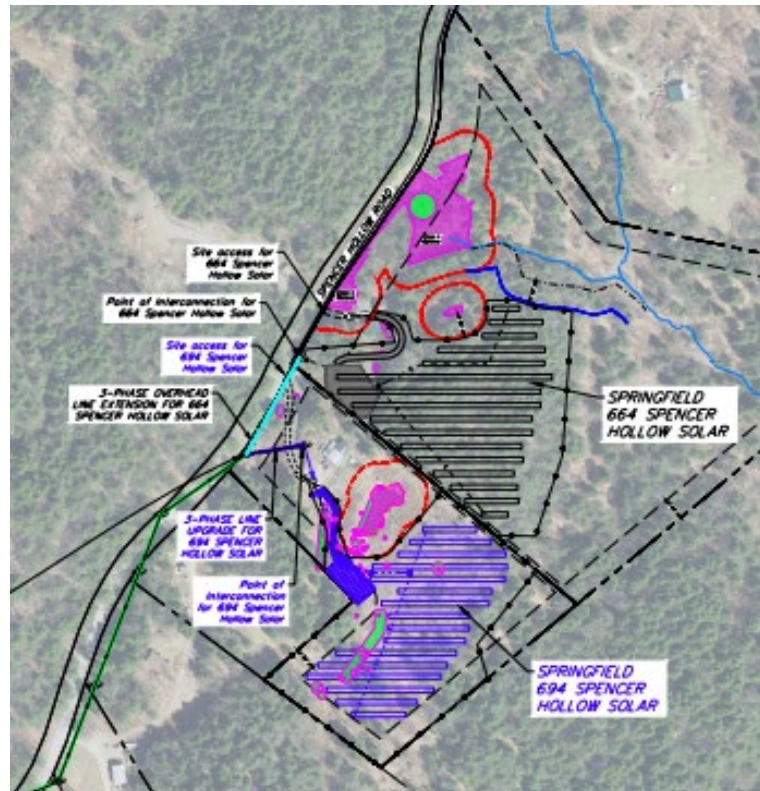 SPENCER HOLLOW ROAD
Site access for
664 Spencer
Hollow Solar
Point of Interconnection for
664 Spencer Hollow Solar
Site access for
694 Spencer
Hollow Solar
3-PHASE OVERHEAD
LINE EXTENSION FOR 664
SPENCER HOLLOW SOLAR
SPRINGFIELD
664 SPENCER
HOLLOW SOLAR
3-PHASE LINE
UPGRADE FOR
694 SPENCER
HOLLOW SOLAR
Point of
Interconnection
for 694 Spencer
Hollow Solar
SPRINGFIELD
694 SPENCER
HOLLOW SOLAR